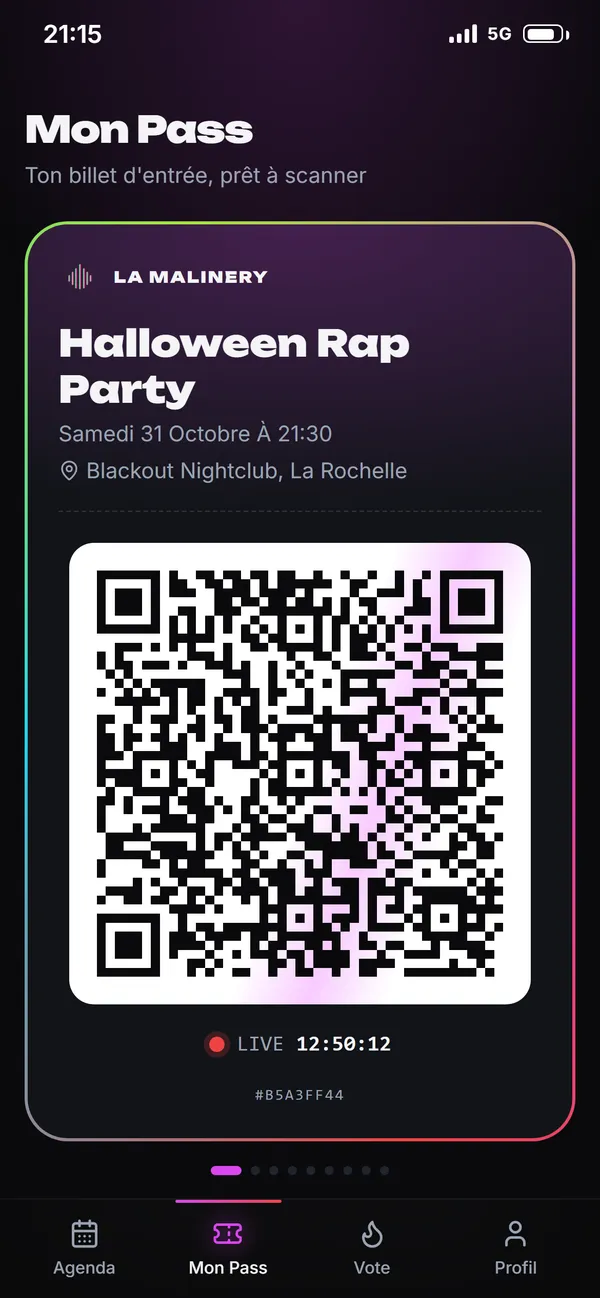 21:15
5G
Mon Pass
Ton billet d'entrée, prêt à scanner
LA MALINERY
Halloween Rap
Party
Samedi 31 Octobre À 21:30
Blackout Nightclub, La Rochelle
LIVE 12:50:12
#B5A3FF44
Agenda
Mon Pass
Vote
Profil